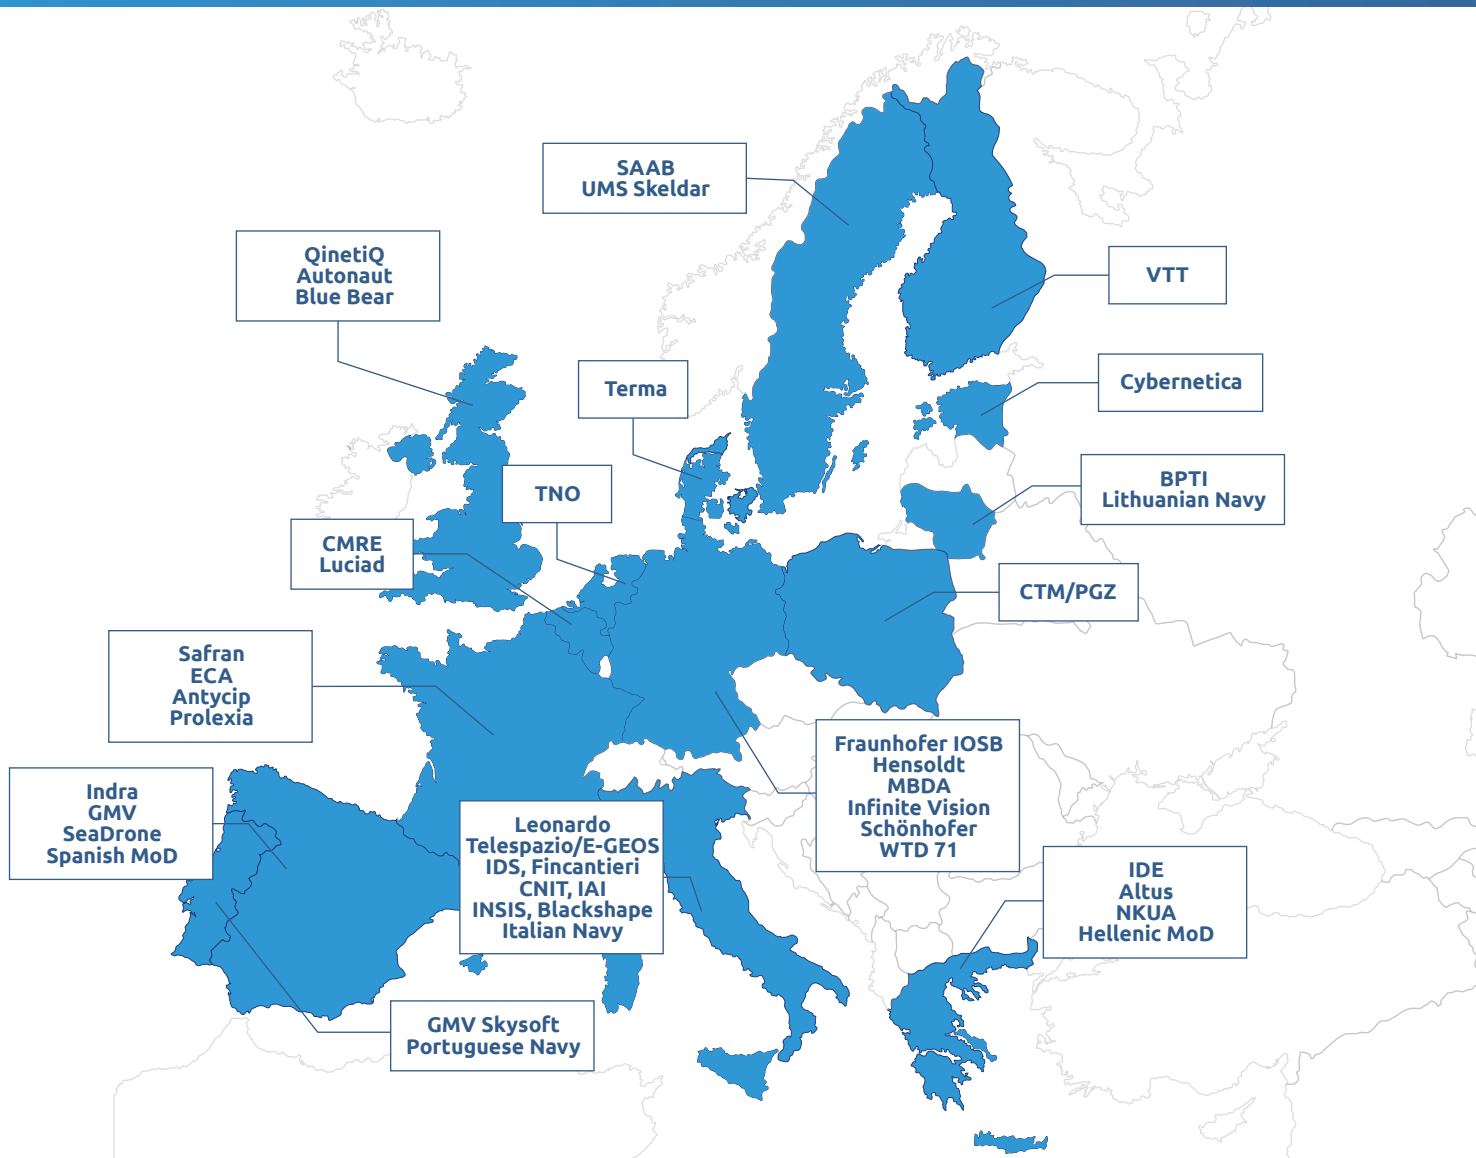 SAAB
UMS Skeldar
QinetiQ
Autonaut
Blue Bear
VTT
Terma
Cybernetica
TNO
BPTI
Lithuanian Navy
CMRE
Luciad
CTM/PGZ
Safran
ECA
Antycip
Prolexia
Fraunhofer IOSB
Hensoldt
MBDA
Infinite Vision
Schönhofer
WTD 71
Indra
GMV
SeaDrone
Spanish MoD
Leonardo
Telespazio/E-GEOS
IDS, Fincantieri
CNIT, IAI
INSIS, Blackshape
Italian Navy
IDE
Altus
NKUA
Hellenic MoD
GMV Skysoft
Portuguese Navy